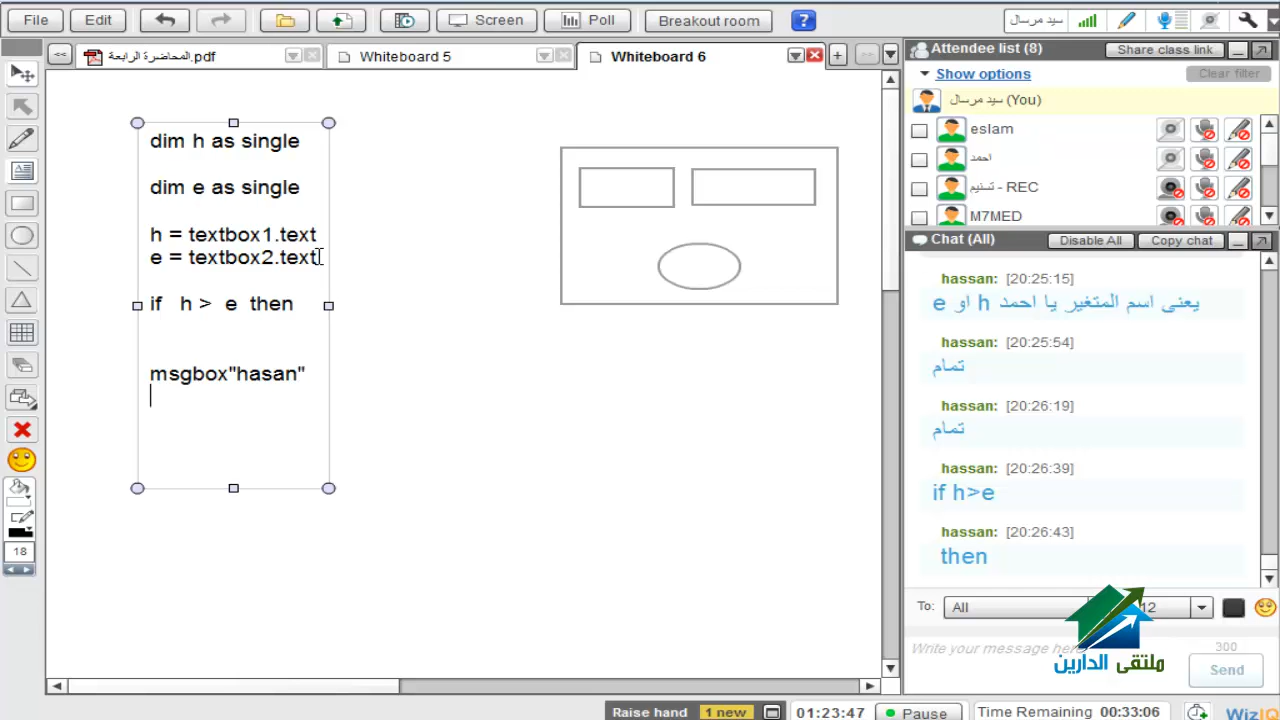 File
Edit
Screen
Poll
Breakout room
?
سيد مرسال
<<
المحاضرة الرابعة.pdf
Whiteboard 5
Whiteboard 6
+
>>
dim h as single
dim e as single
h = textbox1.text
e = textbox2.text
if h > e then
msgbox"hasan"
18
Attendee list (8)
Share class link
Show options
Clear filter
سيد مرسال (You)
eslam
احمد
تسنيم - REC
M7MED
Chat (All)
Disable All
Copy chat
hassan: [20:25:15]
يعنى اسم المتغير يا احمد h او e
hassan: [20:25:54]
تمام
hassan: [20:26:19]
تمام
hassan: [20:26:39]
if h>e
hassan: [20:26:43]
then
To:
All
12
Write your message here
300
Send
ملتقى الدارين
Raise hand
1 new
01:23:47
Pause
Time Remaining
00:33:06
WizIQ